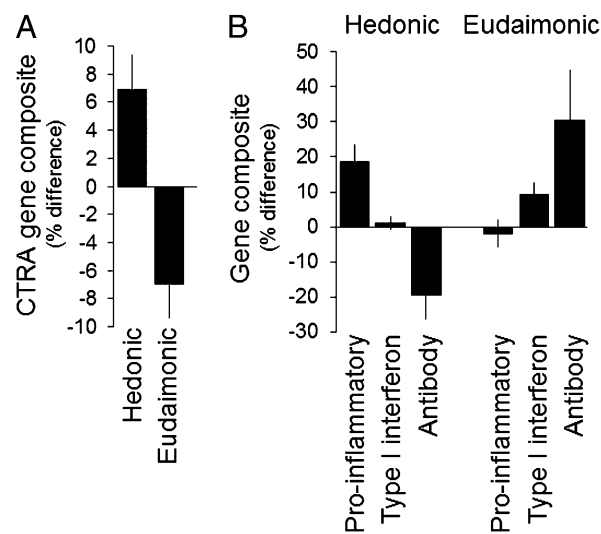 A
CTRA gene composite
(% difference)
10
8
6
4
2
0
-2
-4
-6
-8
-10
Hedonic
Eudaimonic
B
Hedonic Eudaimonic
Gene composite
(% difference)
50
40
30
20
10
0
-10
-20
-30
Pro-inflammatory
Type I interferon
Antibody
Pro-inflammatory
Type I interferon
Antibody